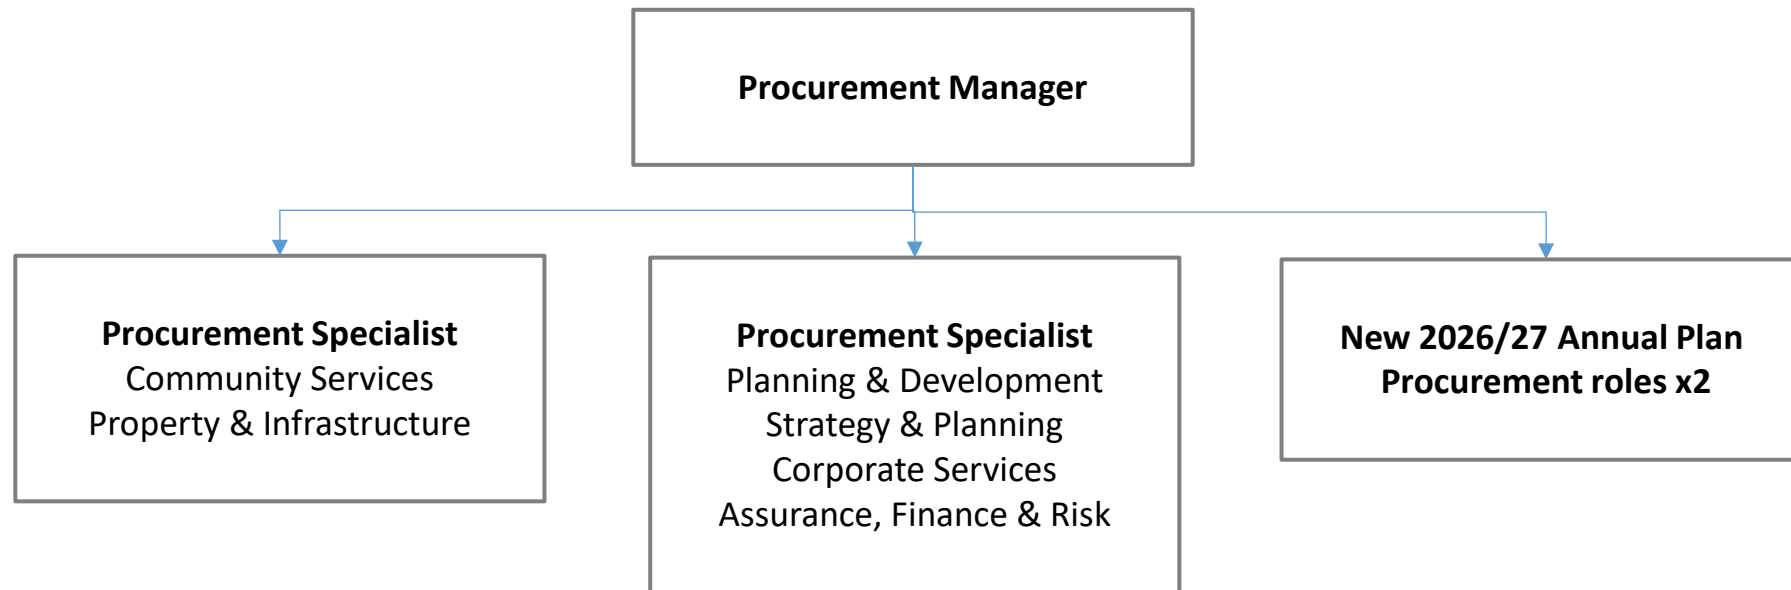 Procurement Manager
Procurement Specialist
Community Services
Property & Infrastructure
Procurement Specialist
Planning & Development
Strategy & Planning
Corporate Services
Assurance, Finance & Risk
New 2026/27 Annual Plan
Procurement roles x2